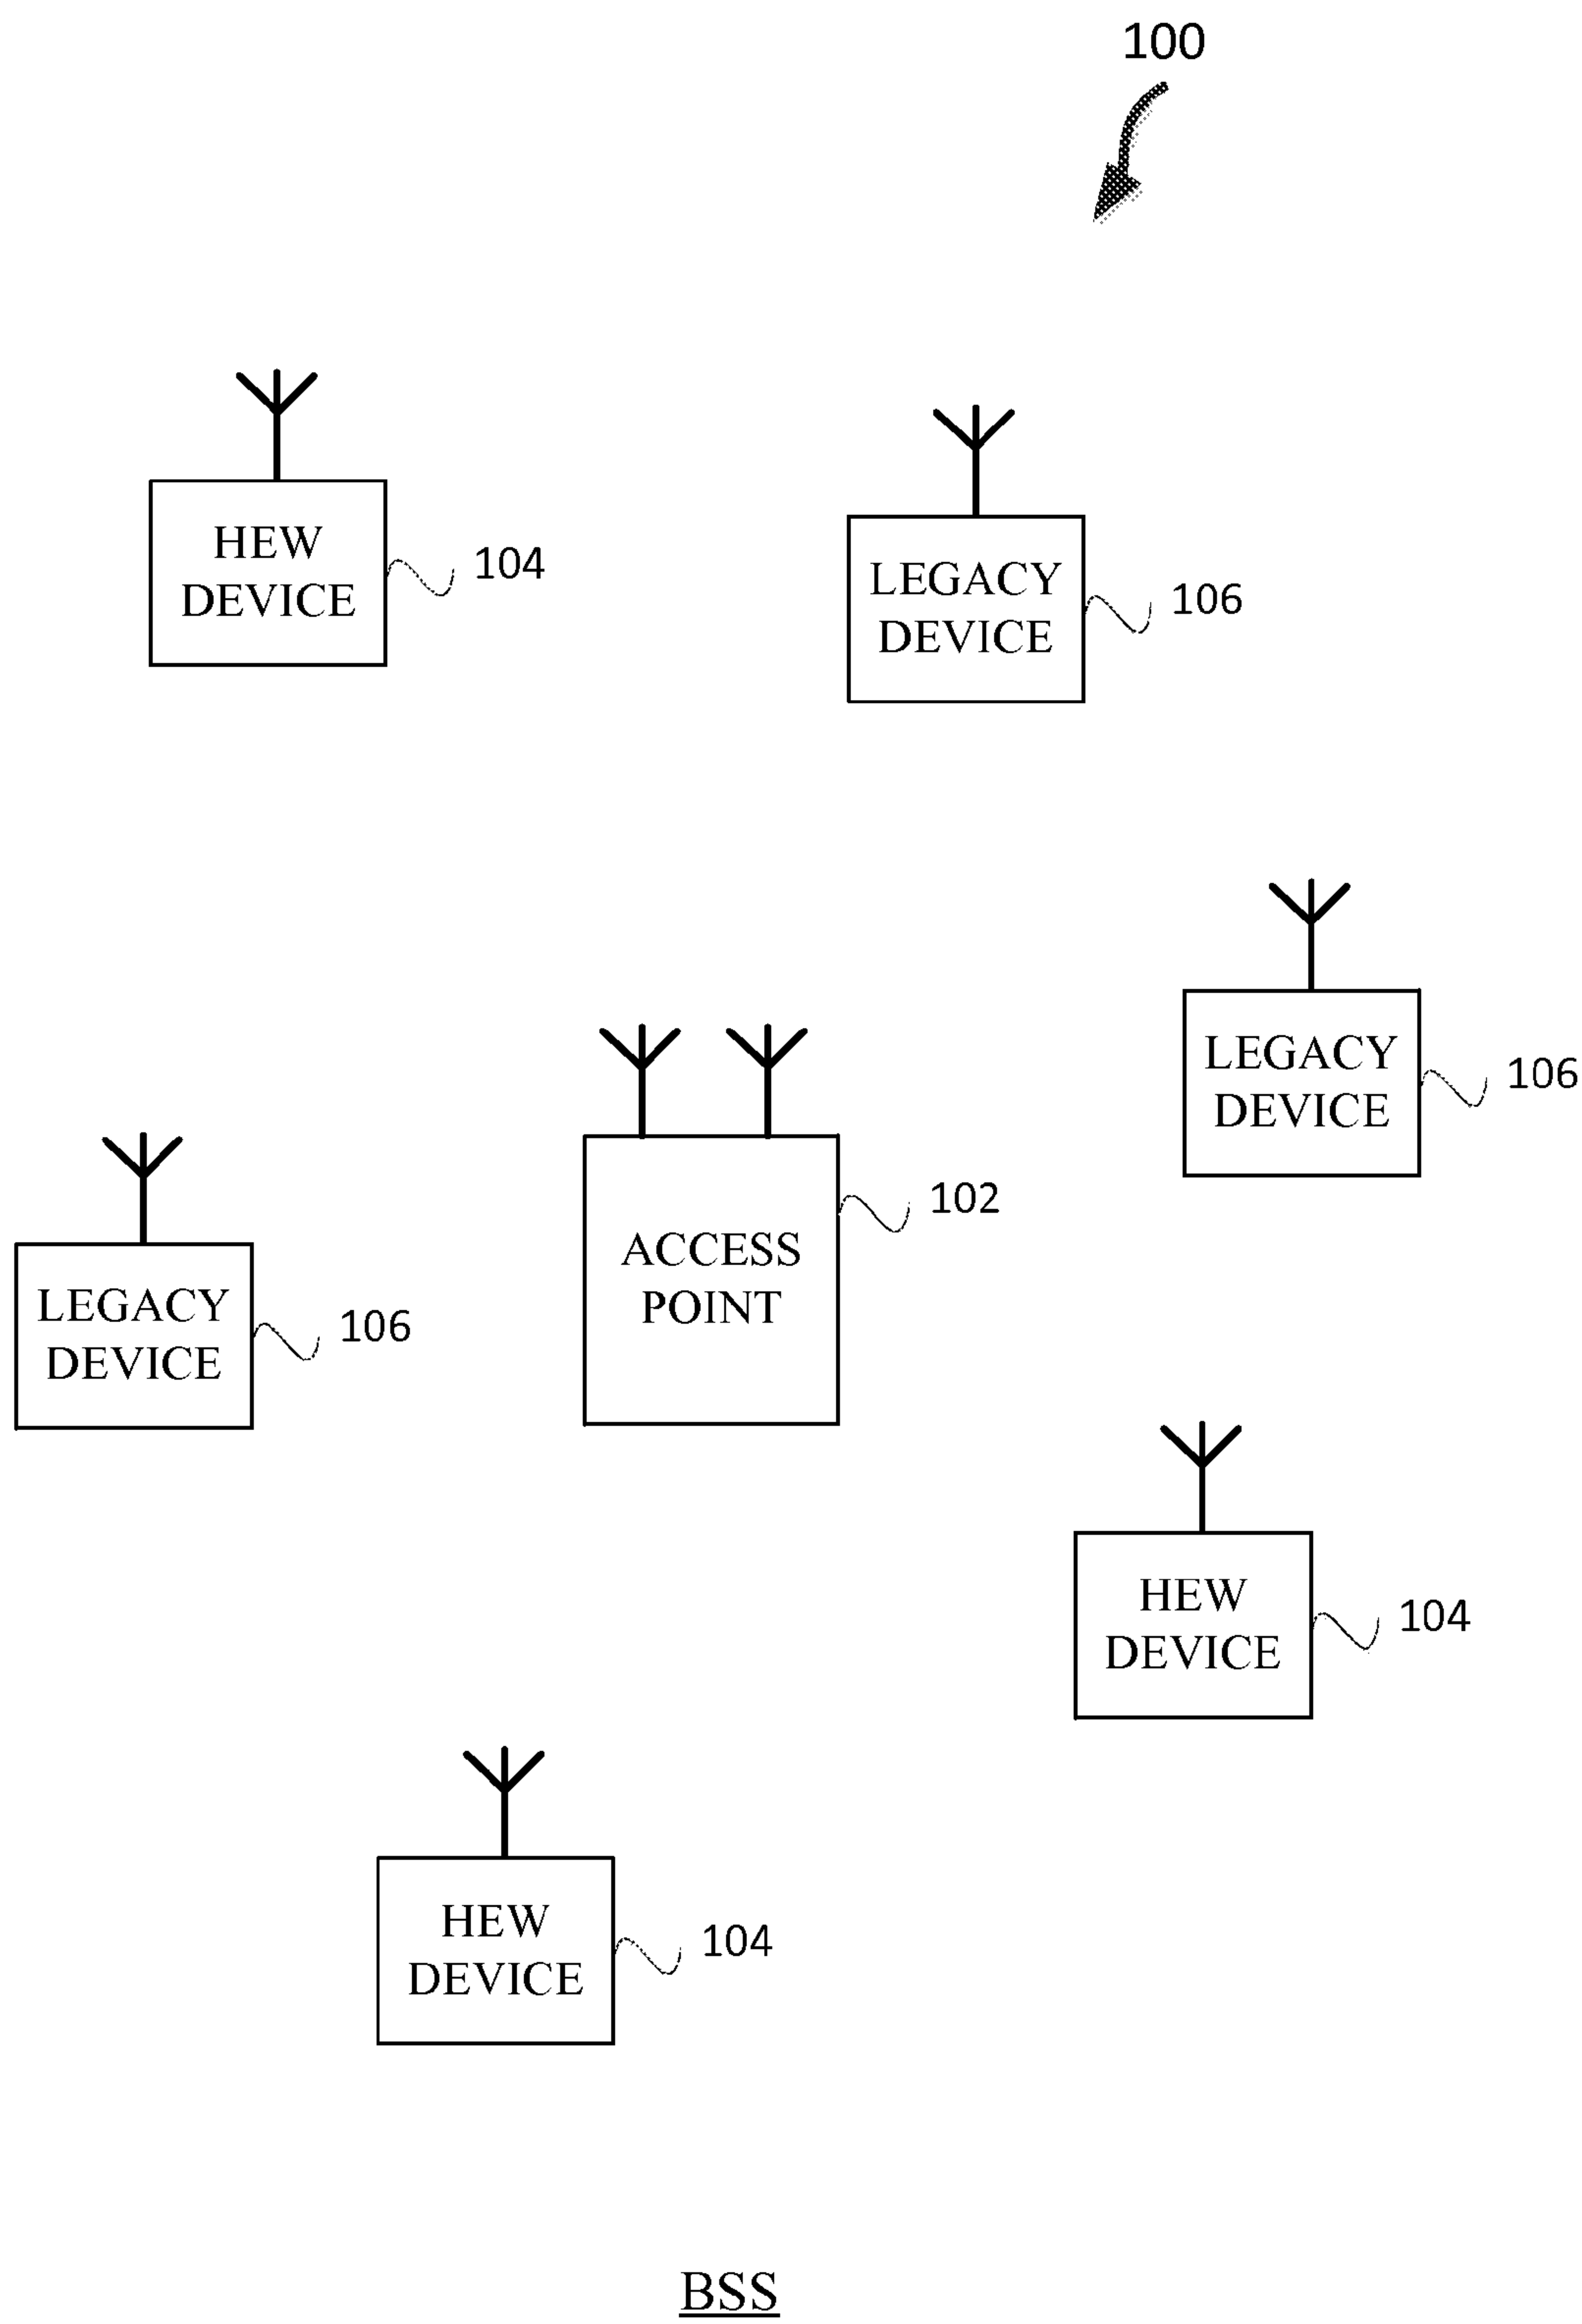 100
HEW
DEVICE
104
LEGACY
DEVICE
106
LEGACY
DEVICE
106
ACCESS
POINT
102
LEGACY
DEVICE
106
HEW
DEVICE
104
HEW
DEVICE
104
BSS